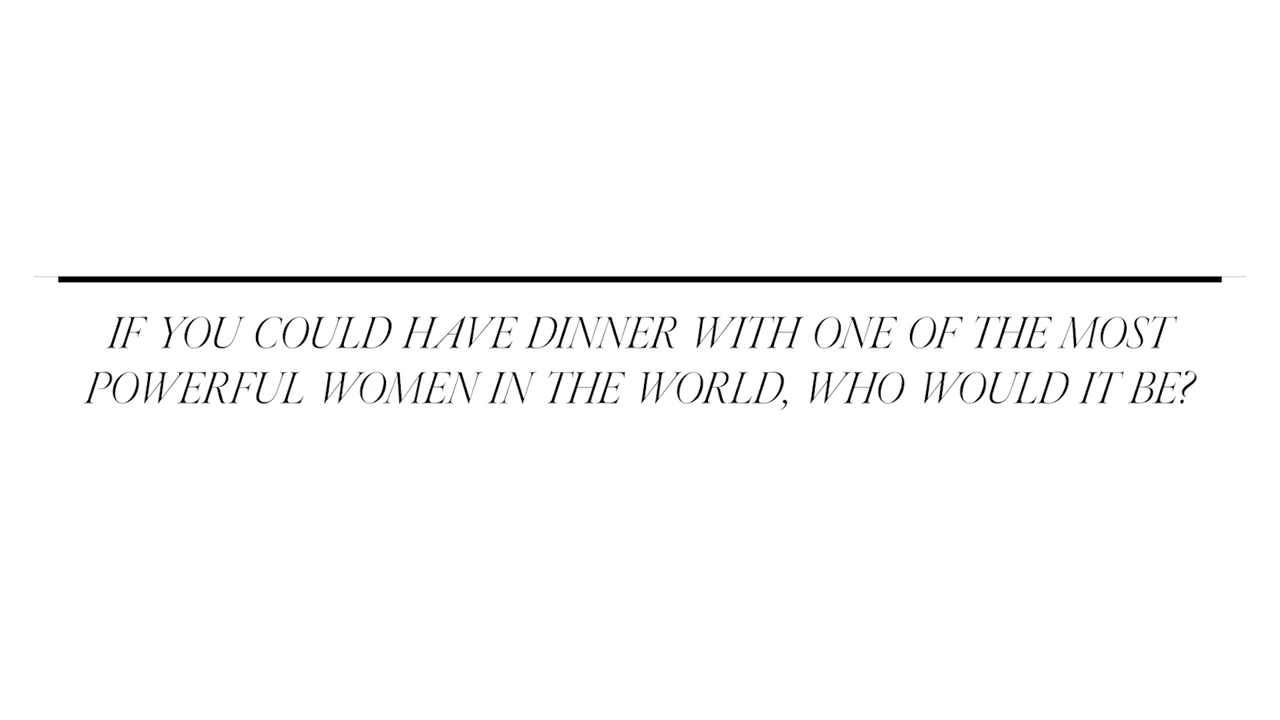 IF YOU COULD HAVE DINNER WITH ONE OF THE MOST
POWERFUL WOMEN IN THE WORLD, WHO WOULD IT BE?